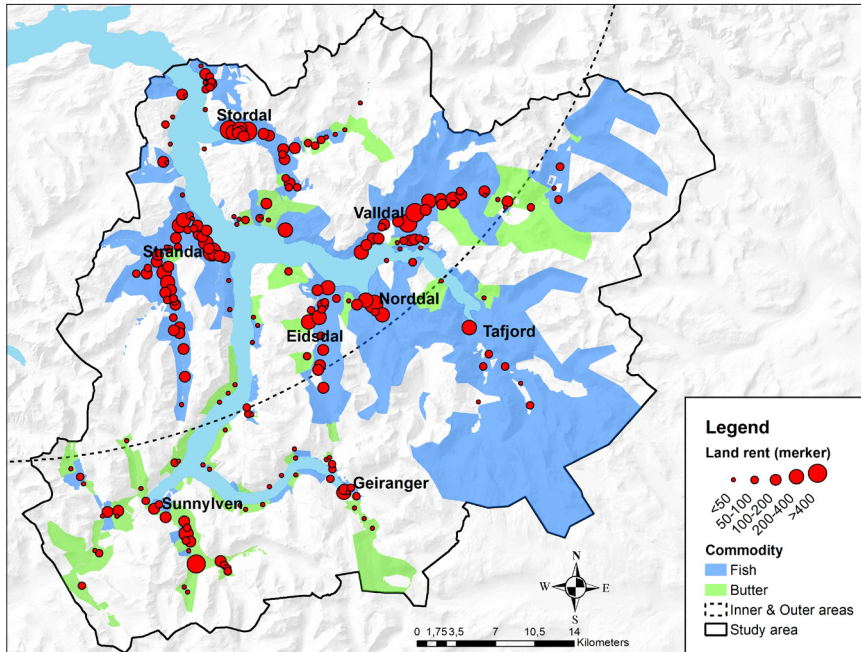 Stordal
Valldal
Stranda
Norddal
Eidsdal
Tafjord
Geiranger
Sunnylven
Legend
Land rent (merker)
<50
50-100
100-200
200-400
>400
Commodity
Fish
Butter
Inner & Outer areas
Study area
N
W E
S
0 1,75 3,5 7 10,5 14
Kilometers